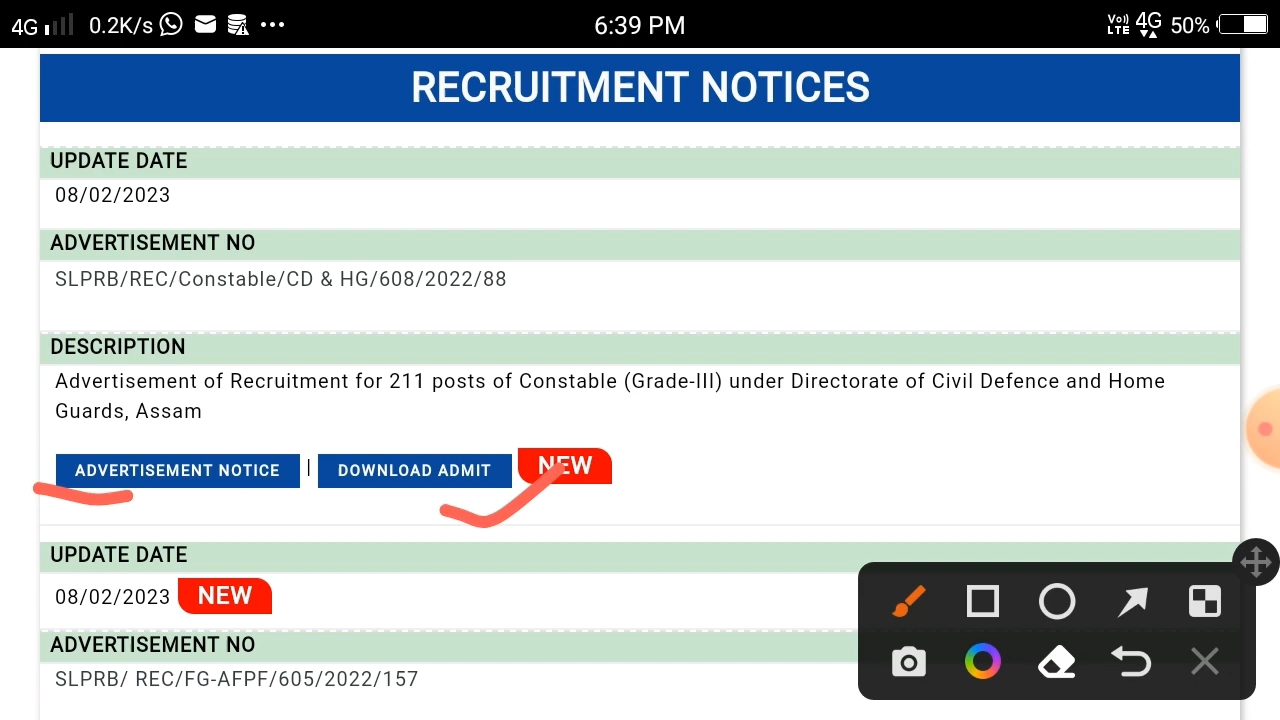 4G 0.2K/s 6:39 PM Vo)) LTE 4G 50%
RECRUITMENT NOTICES
UPDATE DATE
08/02/2023
ADVERTISEMENT NO
SLPRB/REC/Constable/CD & HG/608/2022/88
DESCRIPTION
Advertisement of Recruitment for 211 posts of Constable (Grade-III) under Directorate of Civil Defence and Home
Guards, Assam
ADVERTISEMENT NOTICE | DOWNLOAD ADMIT NEW
UPDATE DATE
08/02/2023 NEW
ADVERTISEMENT NO
SLPRB/ REC/FG-AFPF/605/2022/157